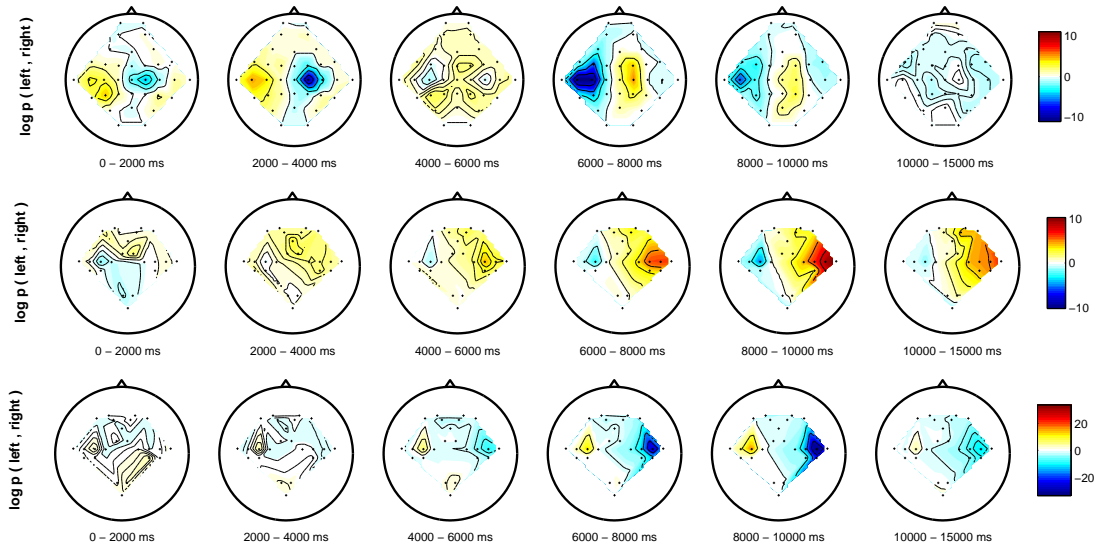 log p ( left , right )
10
0
−10
0 − 2000 ms
2000 − 4000 ms
4000 − 6000 ms
6000 − 8000 ms
8000 − 10000 ms
10000 − 15000 ms
log p ( left , right )
10
0
−10
0 − 2000 ms
2000 − 4000 ms
4000 − 6000 ms
6000 − 8000 ms
8000 − 10000 ms
10000 − 15000 ms
log p ( left , right )
20
0
−20
0 − 2000 ms
2000 − 4000 ms
4000 − 6000 ms
6000 − 8000 ms
8000 − 10000 ms
10000 − 15000 ms